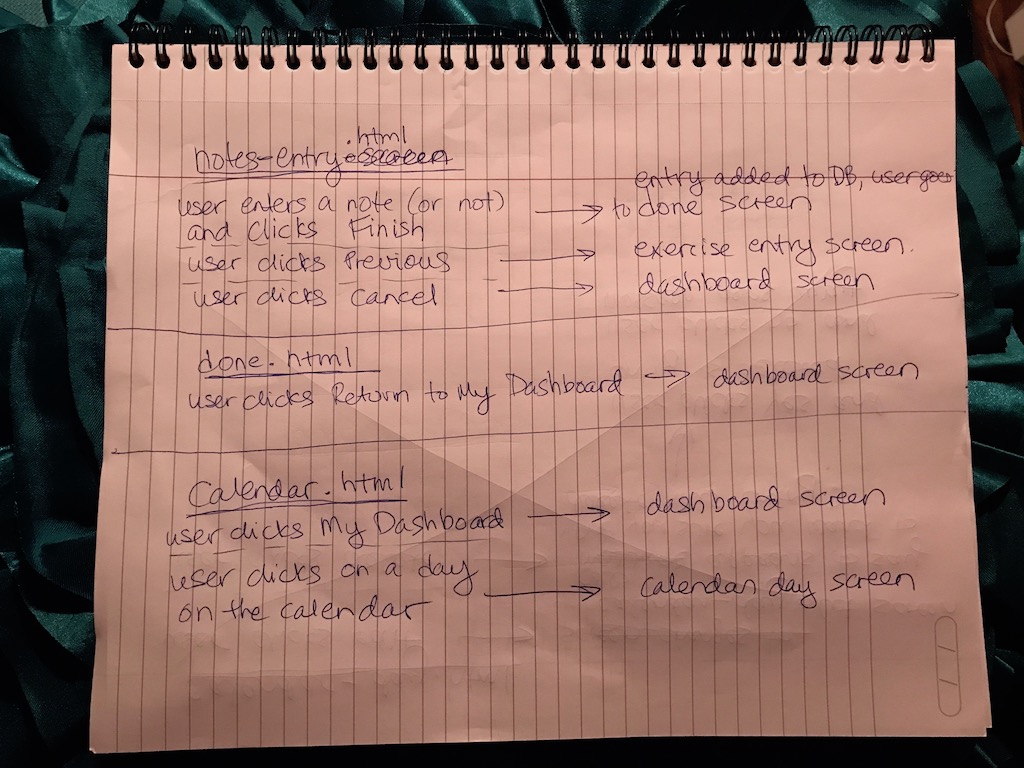 notes-entry.html
user enters a note (or not)
and clicks Finish
entry added to DB, user goes
to done screen
user clicks Previous → exercise entry screen.
user clicks Cancel → dashboard screen
done.html
user clicks Return to My Dashboard → dashboard screen
Calendar.html
user clicks My Dashboard → dashboard screen
user clicks on a day
on the calendar → calendar day screen